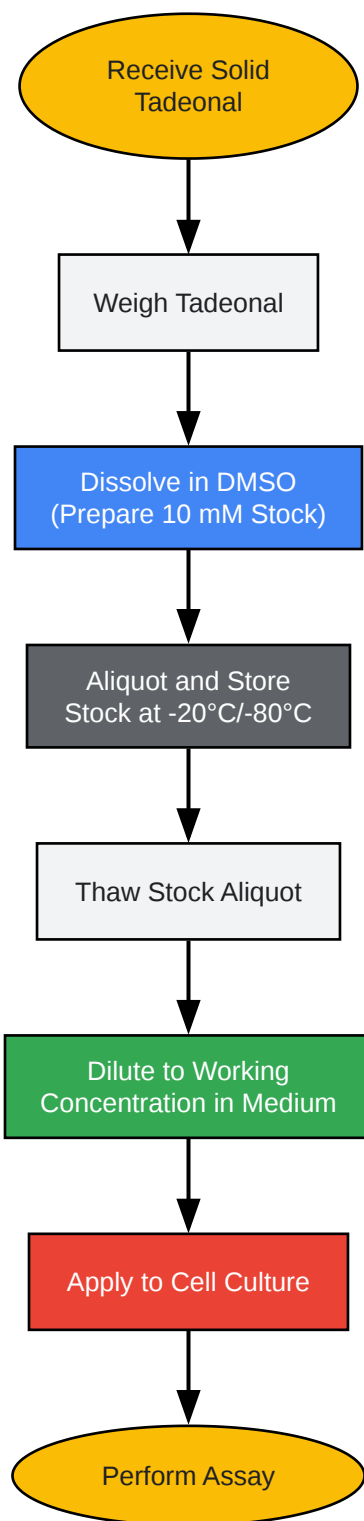 Receive Solid
Tadeonal
Weigh Tadeonal
Dissolve in DMSO
(Prepare 10 mM Stock)
Aliquot and Store
Stock at -20°C/-80°C
Thaw Stock Aliquot
Dilute to Working
Concentration in Medium
Apply to Cell Culture
Perform Assay